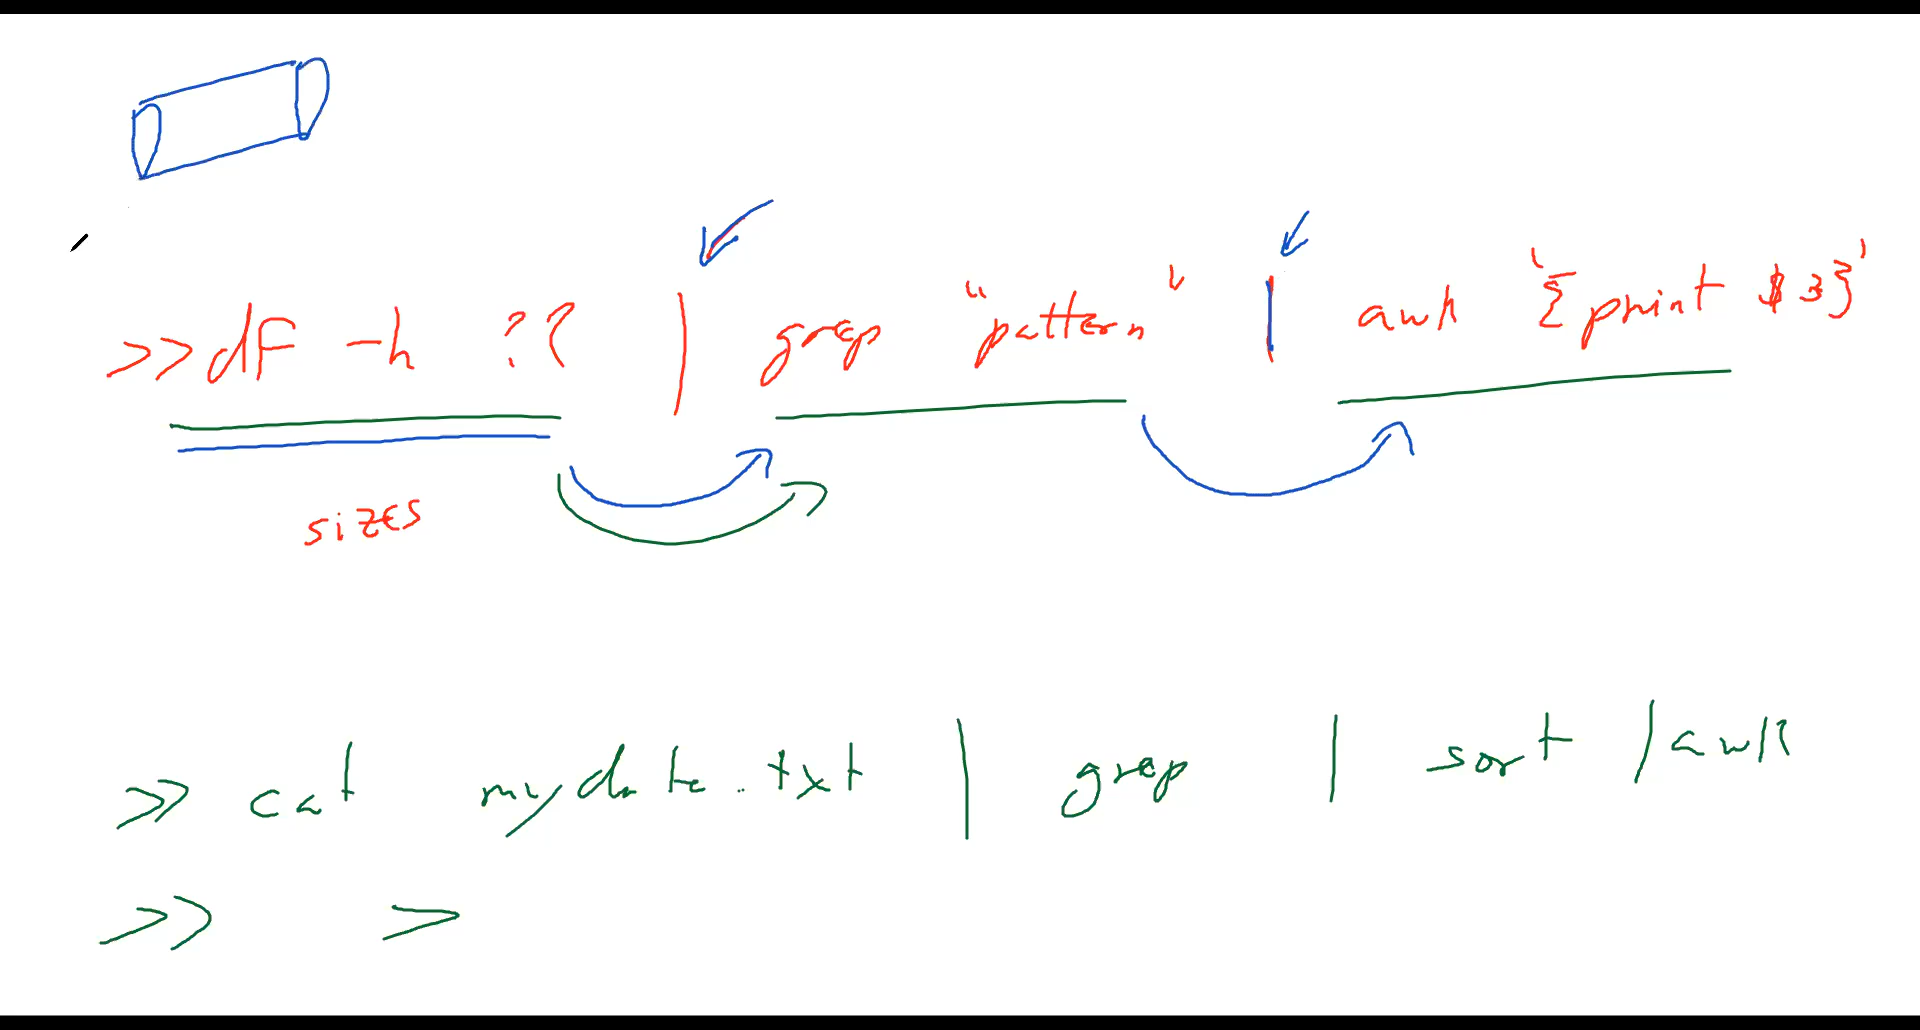 >> df -h ?? | grep "pattern" | awk '{print $3}'
sizes
>> cat mydata.txt | grep | sort | awk
>> >